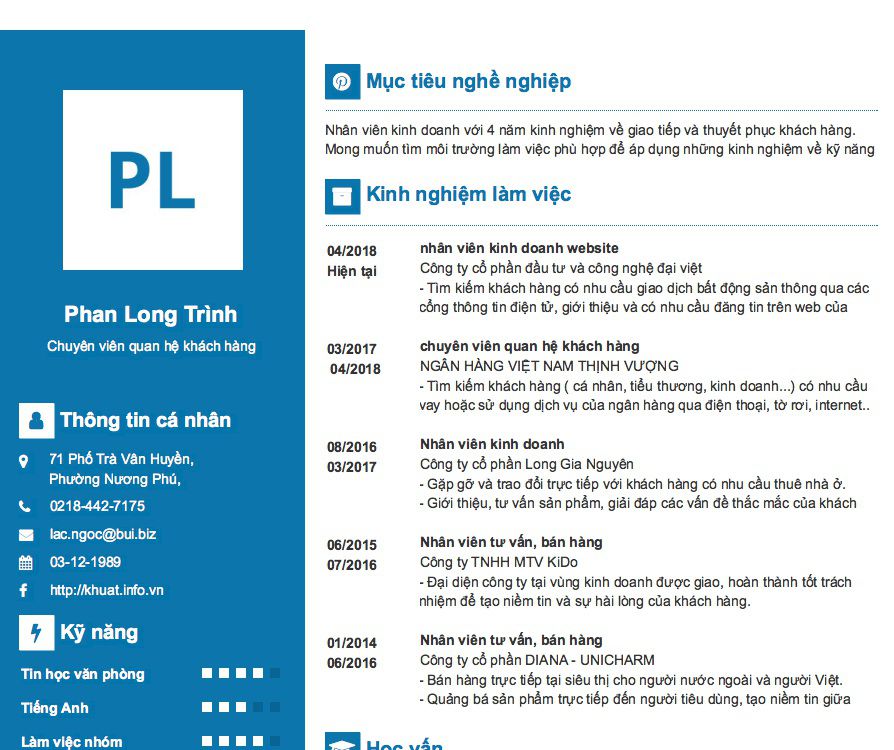 PL
Phan Long Trình
Chuyên viên quan hệ khách hàng
Thông tin cá nhân
71 Phố Trà Vân Huyền,
Phường Nương Phú,
0218-442-7175
lac.ngoc@bui.biz
03-12-1989
http://khuat.info.vn
Kỹ năng
Tin học văn phòng
Tiếng Anh
Làm việc nhóm
Mục tiêu nghề nghiệp
Nhân viên kinh doanh với 4 năm kinh nghiệm về giao tiếp và thuyết phục khách hàng.
Mong muốn tìm môi trường làm việc phù hợp để áp dụng những kinh nghiệm về kỹ năng
Kinh nghiệm làm việc
04/2018
Hiện tại
nhân viên kinh doanh website
Công ty cổ phần đầu tư và công nghệ đại việt
- Tìm kiếm khách hàng có nhu cầu giao dịch bất động sản thông qua các
cổng thông tin điện tử, giới thiệu và có nhu cầu đăng tin trên web của
03/2017
04/2018
chuyên viên quan hệ khách hàng
NGÂN HÀNG VIỆT NAM THỊNH VƯỢNG
- Tìm kiếm khách hàng ( cá nhân, tiểu thương, kinh doanh...) có nhu cầu
vay hoặc sử dụng dịch vụ của ngân hàng qua điện thoại, tờ rơi, internet..
08/2016
03/2017
Nhân viên kinh doanh
Công ty cổ phần Long Gia Nguyên
- Gặp gỡ và trao đổi trực tiếp với khách hàng có nhu cầu thuê nhà ở.
- Giới thiệu, tư vấn sản phẩm, giải đáp các vấn đề thắc mắc của khách
06/2015
07/2016
Nhân viên tư vấn, bán hàng
Công ty TNHH MTV KiDo
- Đại diện công ty tại vùng kinh doanh được giao, hoàn thành tốt trách
nhiệm để tạo niềm tin và sự hài lòng của khách hàng.
01/2014
06/2016
Nhân viên tư vấn, bán hàng
Công ty cổ phần DIANA - UNICHARM
- Bán hàng trực tiếp tại siêu thị cho người nước ngoài và người Việt.
- Quảng bá sản phẩm trực tiếp đến người tiêu dùng, tạo niềm tin giữa
Học vấn